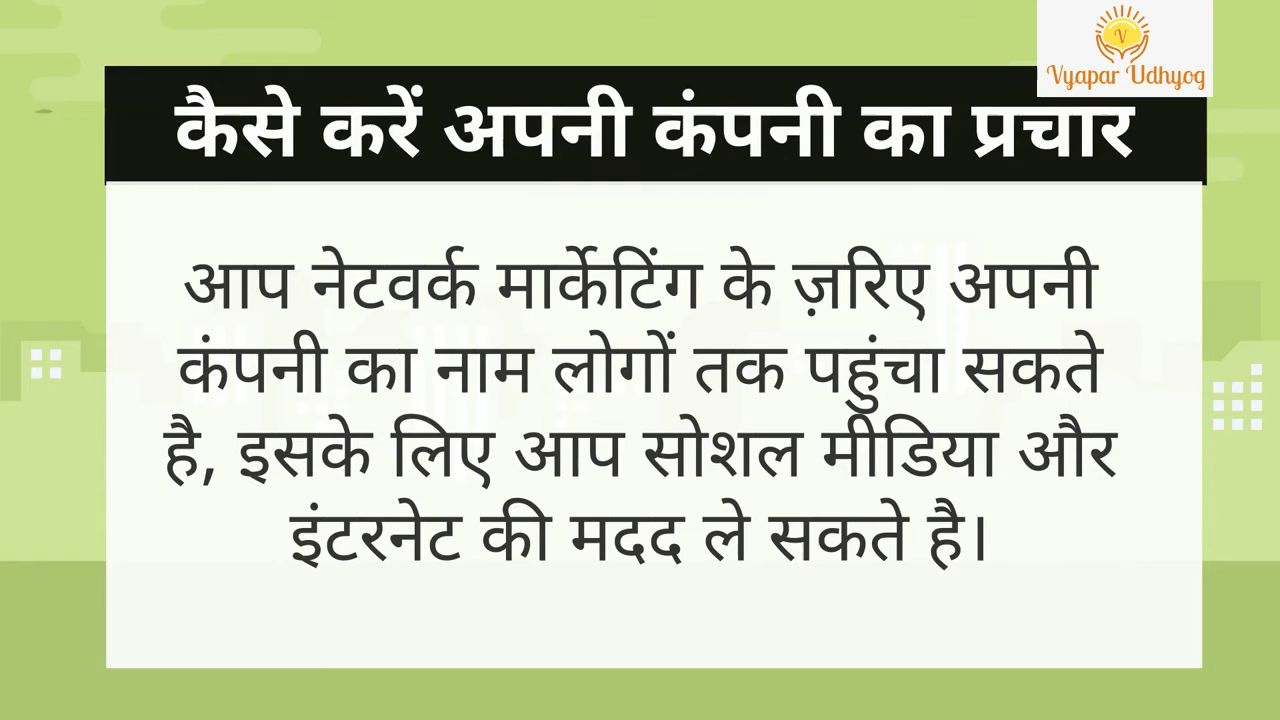 V
Vyapar Udhyog
कैसे करें अपनी कंपनी का प्रचार
आप नेटवर्क मार्केटिंग के ज़रिए अपनी
कंपनी का नाम लोगों तक पहुंचा सकते
है, इसके लिए आप सोशल मीडिया और
इंटरनेट की मदद ले सकते है।